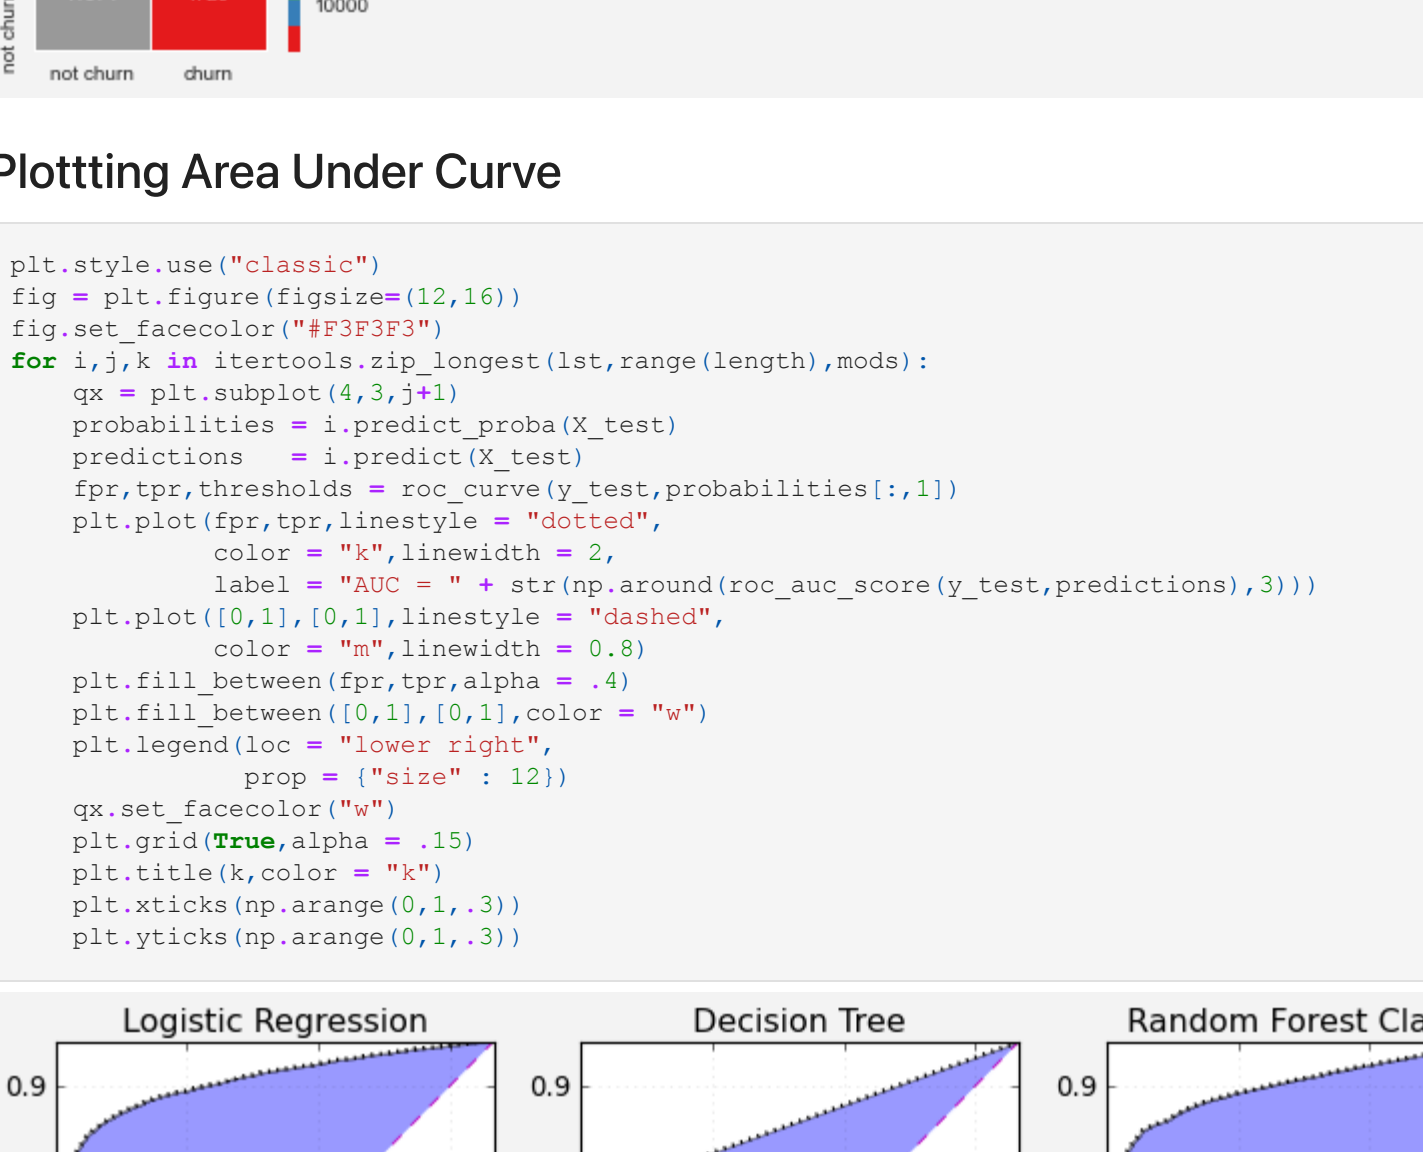 not churn
10000
not churn churn
Plottting Area Under Curve
plt.style.use("classic")
fig = plt.figure(figsize=(12,16))
fig.set_facecolor("#F3F3F3")
for i,j,k in itertools.zip_longest(lst,range(length),mods):
    qx = plt.subplot(4,3,j+1)
    probabilities = i.predict_proba(X_test)
    predictions   = i.predict(X_test)
    fpr,tpr,thresholds = roc_curve(y_test,probabilities[:,1])
    plt.plot(fpr,tpr,linestyle = "dotted",
             color = "k",linewidth = 2,
             label = "AUC = " + str(np.around(roc_auc_score(y_test,predictions),3)))
    plt.plot([0,1],[0,1],linestyle = "dashed",
             color = "m",linewidth = 0.8)
    plt.fill_between(fpr,tpr,alpha = .4)
    plt.fill_between([0,1],[0,1],color = "w")
    plt.legend(loc = "lower right",
               prop = {"size" : 12})
    qx.set_facecolor("w")
    plt.grid(True,alpha = .15)
    plt.title(k,color = "k")
    plt.xticks(np.arange(0,1,.3))
    plt.yticks(np.arange(0,1,.3))
Logistic Regression Decision Tree Random Forest Cla
0.9 0.9 0.9